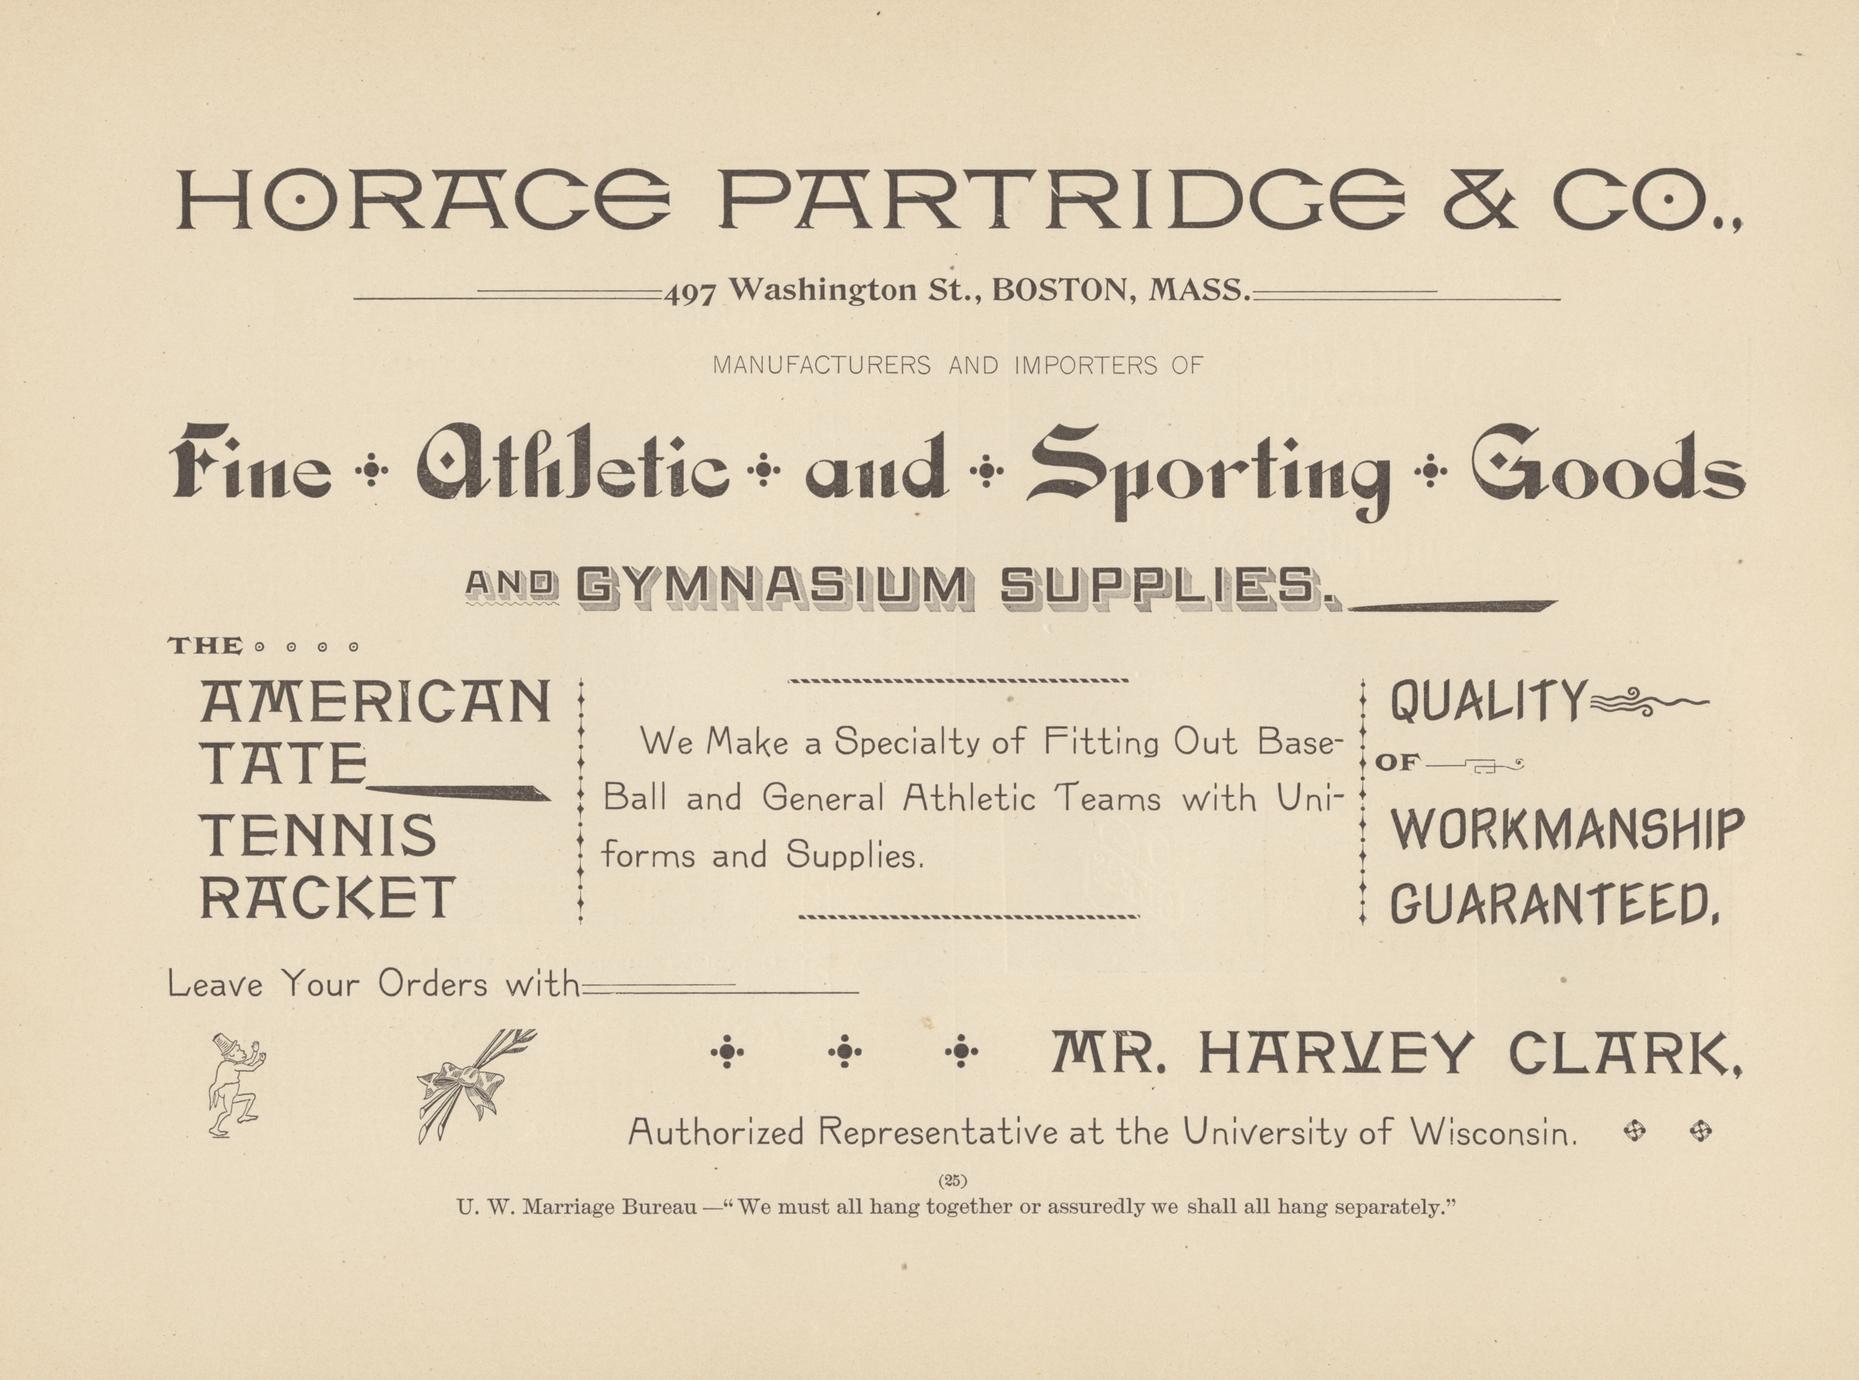 HORACE PARTRIDGE & CO.,
497 Washington St., BOSTON, MASS.
MANUFACTURERS AND IMPORTERS OF
Fine Athletic and Sporting Goods
AND GYMNASIUM SUPPLIES.
THE
AMERICAN
TATE
TENNIS
RACKET
We Make a Specialty of Fitting Out Base-
Ball and General Athletic Teams with Uni-
forms and Supplies.
QUALITY
OF
WORKMANSHIP
GUARANTEED.
Leave Your Orders with
MR. HARVEY CLARK,
Authorized Representative at the University of Wisconsin.
(25)
U. W. Marriage Bureau—“We must all hang together or assuredly we shall all hang separately.”